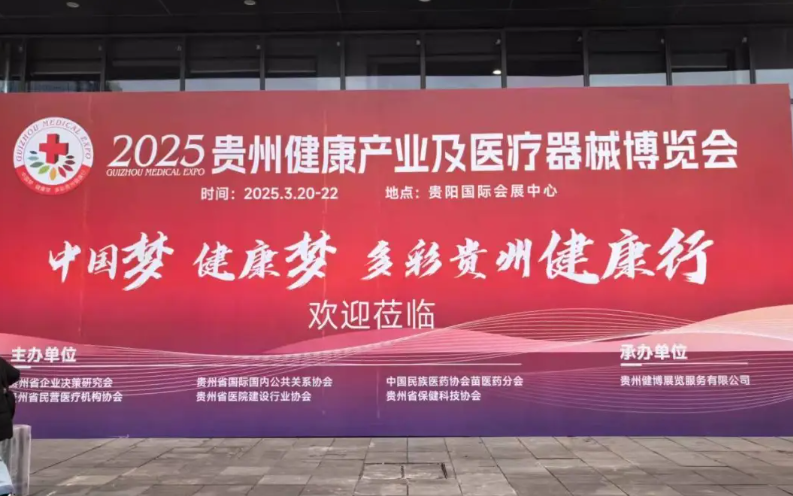 GUIZHOU MEDICAL EXPO
2025贵州健康产业及医疗器械博览会
GUIZHOU MEDICAL EXPO
时间：2025.3.20-22 地点：贵阳国际会展中心
中国梦 健康梦 多彩贵州健康行
欢迎莅临
主办单位
州省企业决策研究会 贵州省国际国内公共关系协会 中国民族医药协会苗医药分会
州省民营医疗机构协会 贵州省医院建设行业协会 贵州省保健科技协会
承办单位
贵州健博展览服务有限公司